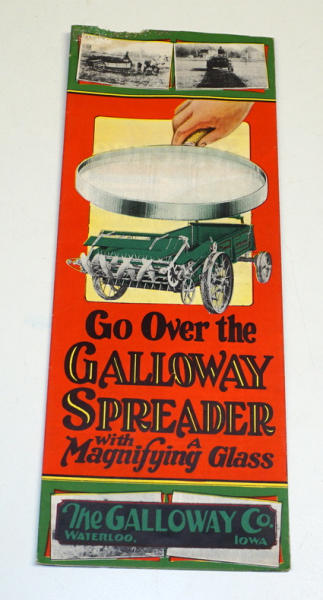 Go Over the
GALLOWAY
SPREADER
with A
Magnifying Glass
The GALLOWAY Co.
WATERLOO, IOWA